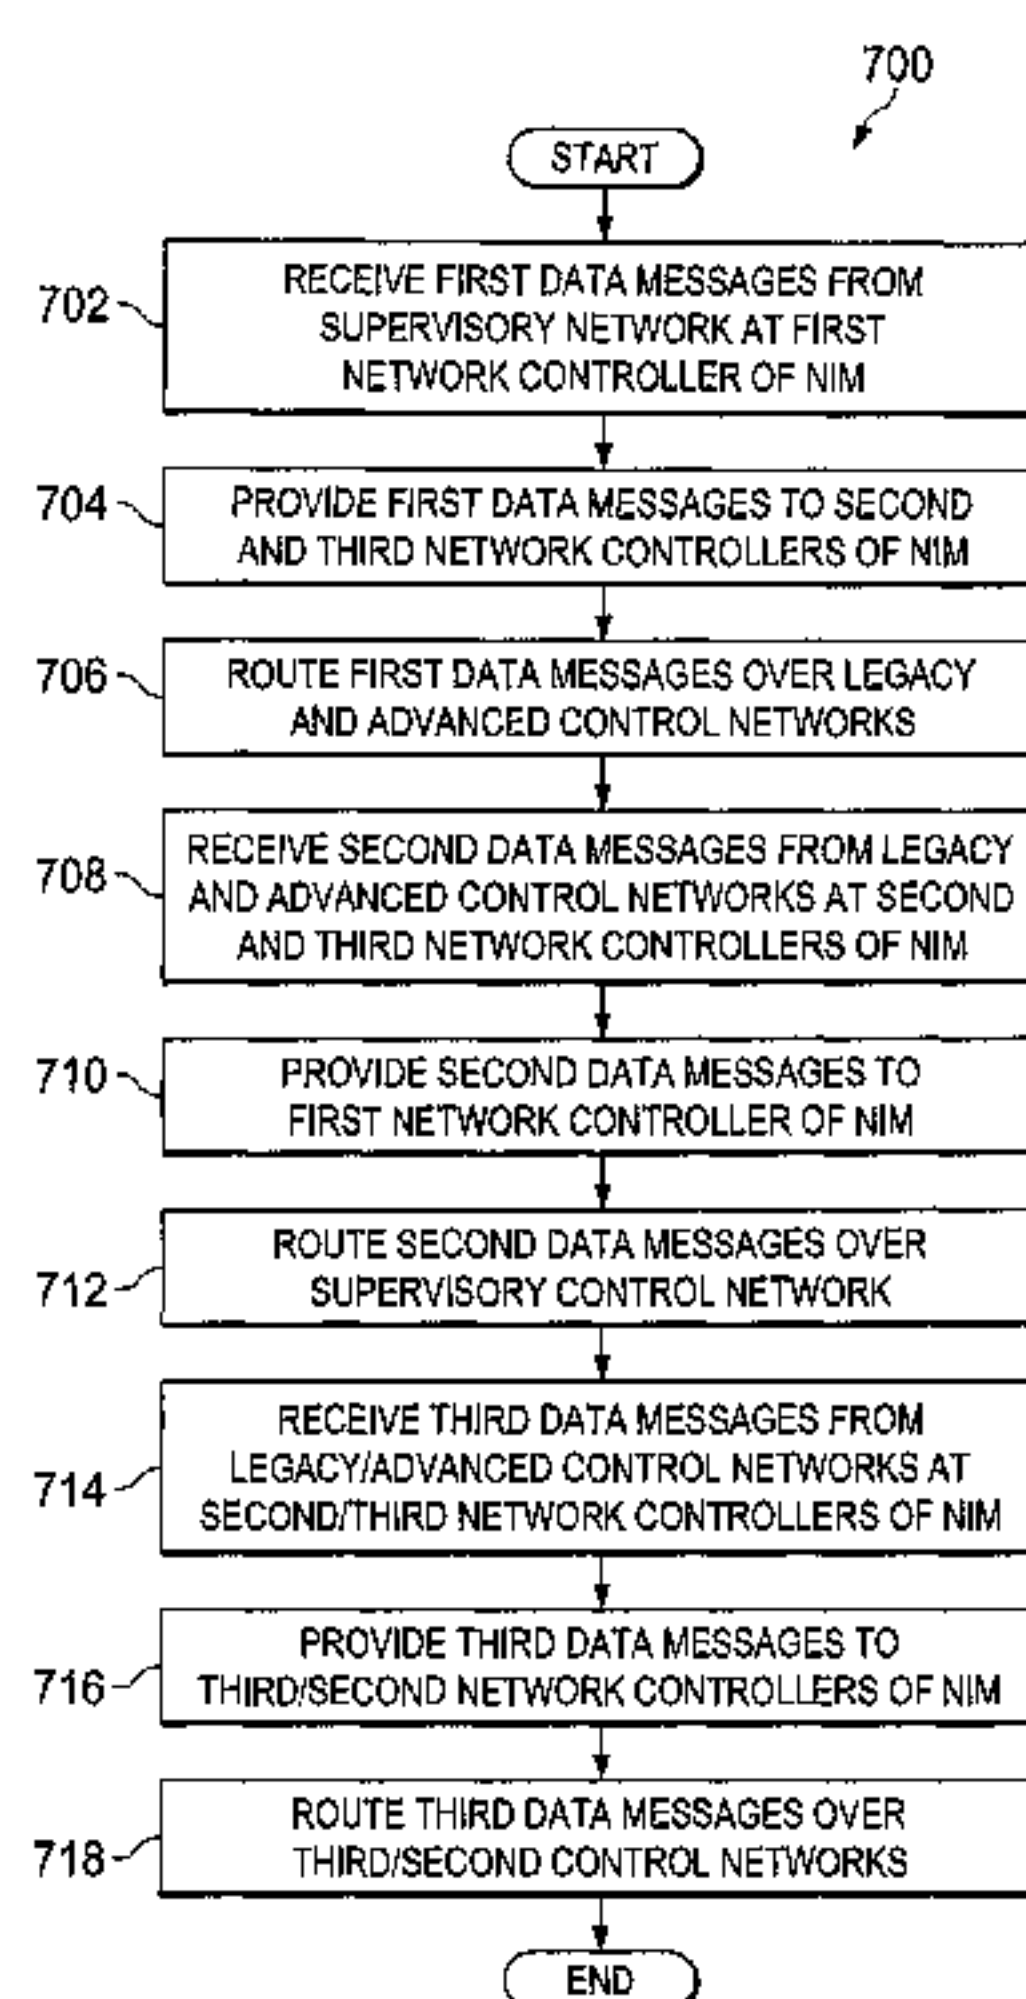 700
START
702
RECEIVE FIRST DATA MESSAGES FROM
SUPERVISORY NETWORK AT FIRST
NETWORK CONTROLLER OF NIM
704
PROVIDE FIRST DATA MESSAGES TO SECOND
AND THIRD NETWORK CONTROLLERS OF NIM
706
ROUTE FIRST DATA MESSAGES OVER LEGACY
AND ADVANCED CONTROL NETWORKS
708
RECEIVE SECOND DATA MESSAGES FROM LEGACY
AND ADVANCED CONTROL NETWORKS AT SECOND
AND THIRD NETWORK CONTROLLERS OF NIM
710
PROVIDE SECOND DATA MESSAGES TO
FIRST NETWORK CONTROLLER OF NIM
712
ROUTE SECOND DATA MESSAGES OVER
SUPERVISORY CONTROL NETWORK
714
RECEIVE THIRD DATA MESSAGES FROM
LEGACY/ADVANCED CONTROL NETWORKS AT
SECOND/THIRD NETWORK CONTROLLERS OF NIM
716
PROVIDE THIRD DATA MESSAGES TO
THIRD/SECOND NETWORK CONTROLLERS OF NIM
718
ROUTE THIRD DATA MESSAGES OVER
THIRD/SECOND CONTROL NETWORKS
END